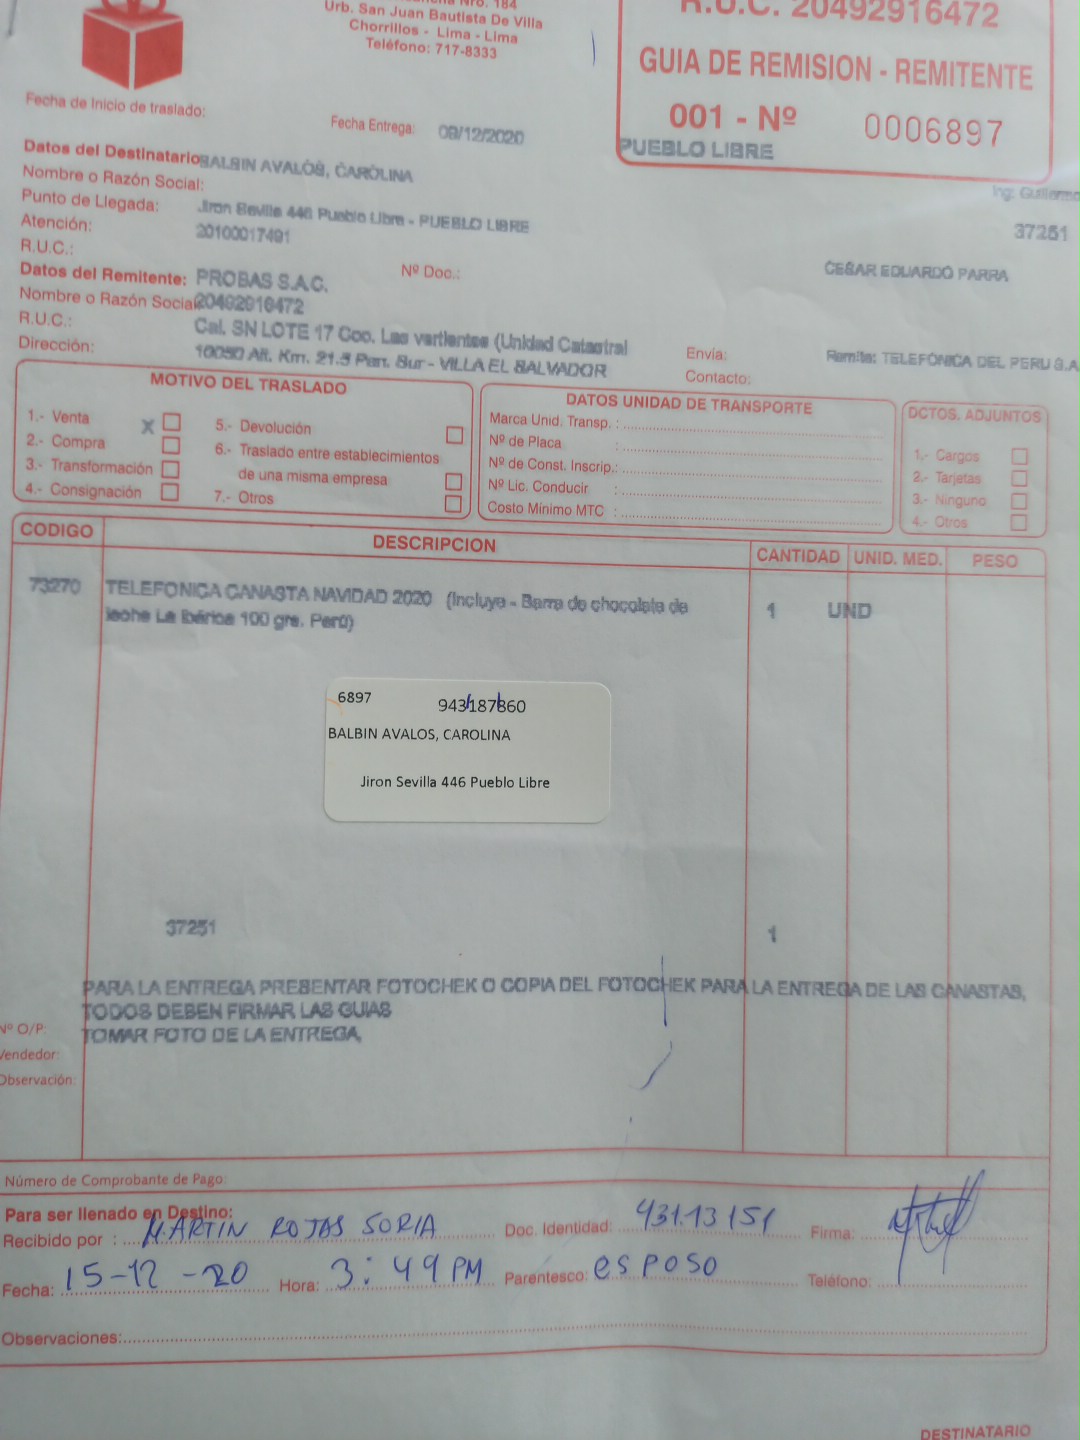 Nro. 184
Urb. San Juan Bautista De Villa
Chorrillos - Lima - Lima
Teléfono: 717-8333
R.U.C. 20492916472
GUIA DE REMISION - REMITENTE
001 - Nº 0006897
PUEBLO LIBRE
Fecha de Inicio de traslado:
Fecha Entrega: 09/12/2020
Datos del Destinatario BALBIN AVALOS, CAROLINA
Nombre o Razón Social:
Ing. Guillermo
Punto de Llegada: Jiron Sevilla 446 Pueblo Libre - PUEBLO LIBRE
37251
Atención: 20100017491
R.U.C.:
Nº Doc.:
CESAR EDUARDO PARRA
Datos del Remitente: PROBAS S.A.C.
Nombre o Razón Social 20492916472
R.U.C.: Cal. SN LOTE 17 Coo. Las vertientes (Unidad Catastral
Dirección: 10050 Alt. Km. 21.5 Pan. Sur - VILLA EL SALVADOR
Envia: Remite: TELEFÓNICA DEL PERU S.A
Contacto:
MOTIVO DEL TRASLADO
1.- Venta X
2.- Compra
3.- Transformación
4.- Consignación
5.- Devolución
6.- Traslado entre establecimientos
de una misma empresa
7.- Otros
DATOS UNIDAD DE TRANSPORTE
Marca Unid. Transp. :
Nº de Placa :
Nº de Const. Inscrip.:
Nº Lic. Conducir :
Costo Mínimo MTC :
DCTOS. ADJUNTOS
1.- Cargos
2.- Tarjetas
3.- Ninguno
4.- Otros
CODIGO DESCRIPCION CANTIDAD UNID. MED. PESO
73270 TELEFONICA CANASTA NAVIDAD 2020 (Incluye - Barra de chocolate de 1 UND
leche La Ibérica 100 grs. Perú)
6897 943187860
BALBIN AVALOS, CAROLINA
Jiron Sevilla 446 Pueblo Libre
37251 1
PARA LA ENTREGA PRESENTAR FOTOCHEK O COPIA DEL FOTOCHEK PARA LA ENTREGA DE LAS CANASTAS,
TODOS DEBEN FIRMAR LAS GUIAS
TOMAR FOTO DE LA ENTREGA,
Nº O/P:
Vendedor:
Observación:
Número de Comprobante de Pago:
Para ser llenado en Destino:
Recibido por : MARTIN ROJAS SORIA Doc. Identidad: 43113151 Firma:
Fecha: 15-12-20 Hora: 3:49 PM Parentesco: esposo Teléfono:
Observaciones:
DESTINATARIO